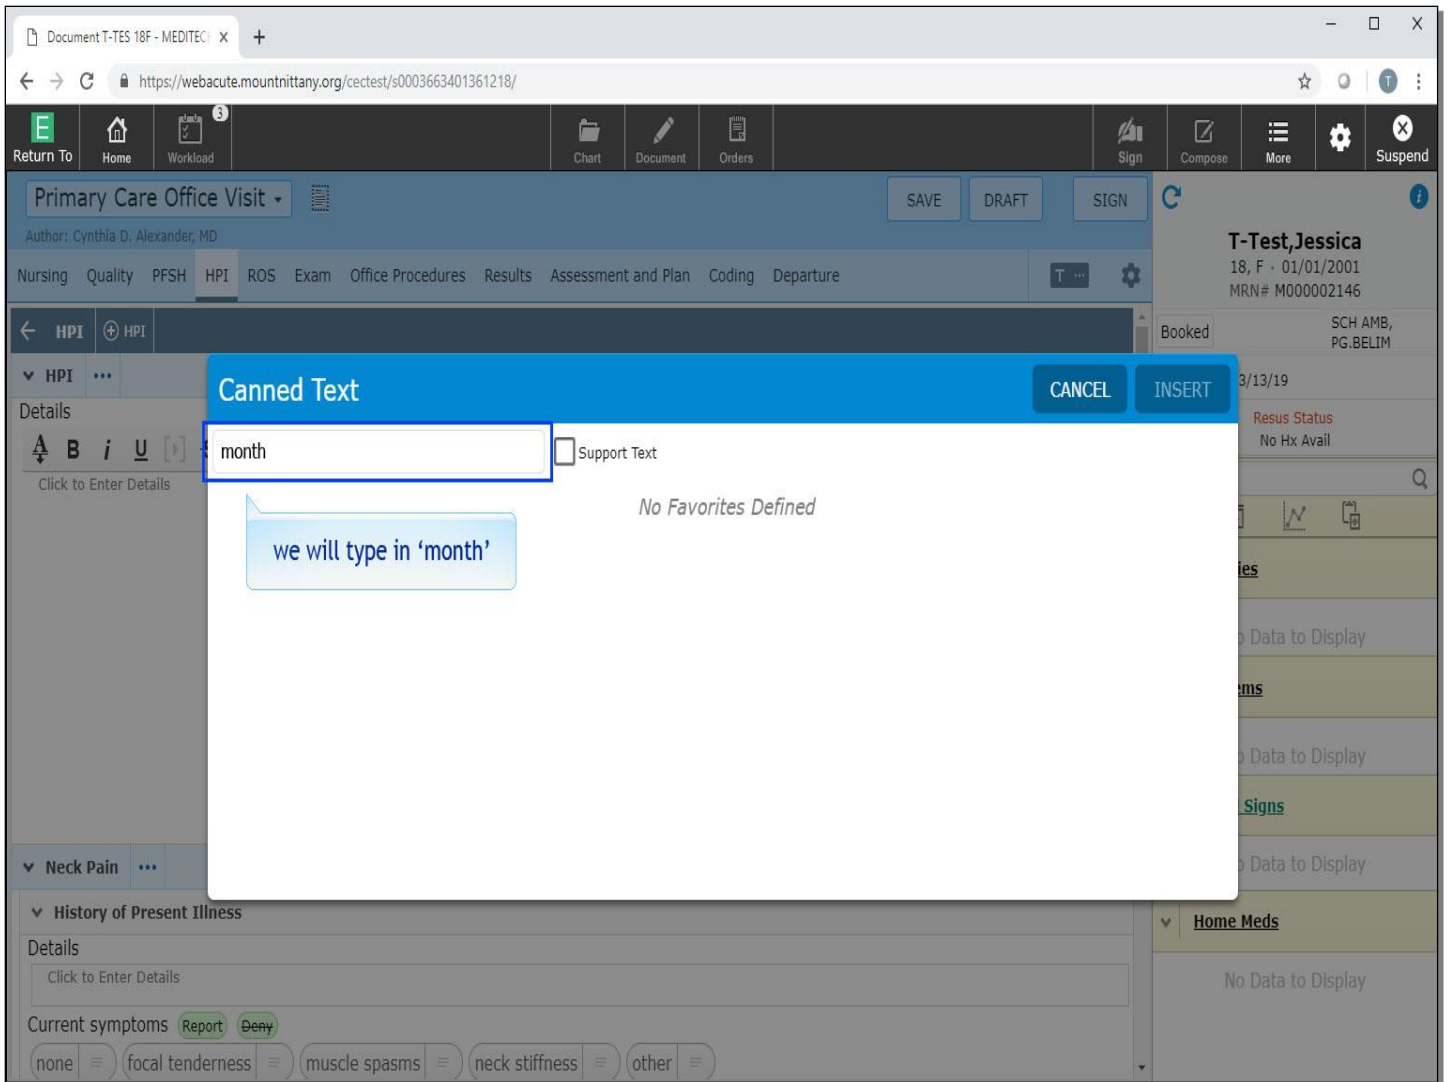 Document T-TES 18F - MEDITECH
https://webacute.mountnittany.org/cectest/s0003663401361218/
T
E 3
Return To Home Workload Chart Document Orders Sign Compose More Suspend
Primary Care Office Visit SAVE DRAFT SIGN
Author: Cynthia D. Alexander, MD
T-Test,Jessica
18, F · 01/01/2001
MRN# M000002146
Nursing Quality PFSH HPI ROS Exam Office Procedures Results Assessment and Plan Coding Departure T ...
HPI HPI
Booked SCH AMB,
PG.BELIM
HPI ...
Canned Text CANCEL INSERT
3/13/19
Details
Resus Status
No Hx Avail
B i U
month
Support Text
Click to Enter Details
No Favorites Defined
we will type in ‘month’
ies
Data to Display
ems
Data to Display
Signs
Data to Display
Neck Pain ...
History of Present Illness
Home Meds
Details
Click to Enter Details
No Data to Display
Current symptoms Report Deny
none focal tenderness muscle spasms neck stiffness other